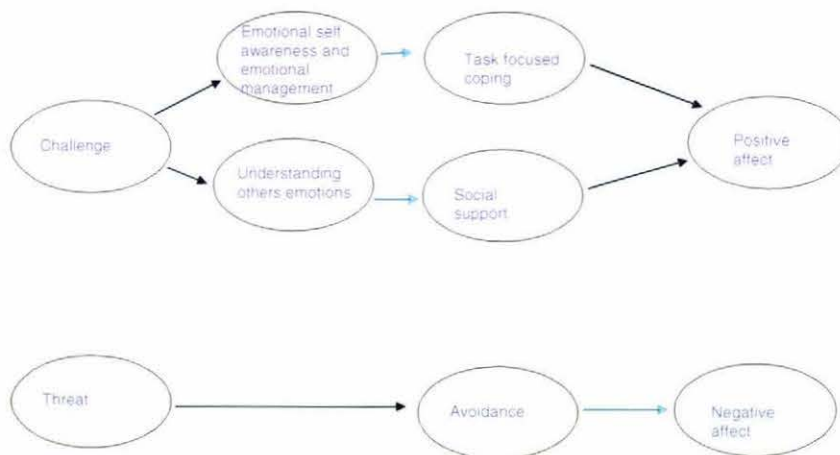 Emotional self
awareness and
emotional
management
Task focused
coping
Challenge
Positive
affect
Understanding
others emotions
Social
support
Threat
Avoidance
Negative
affect